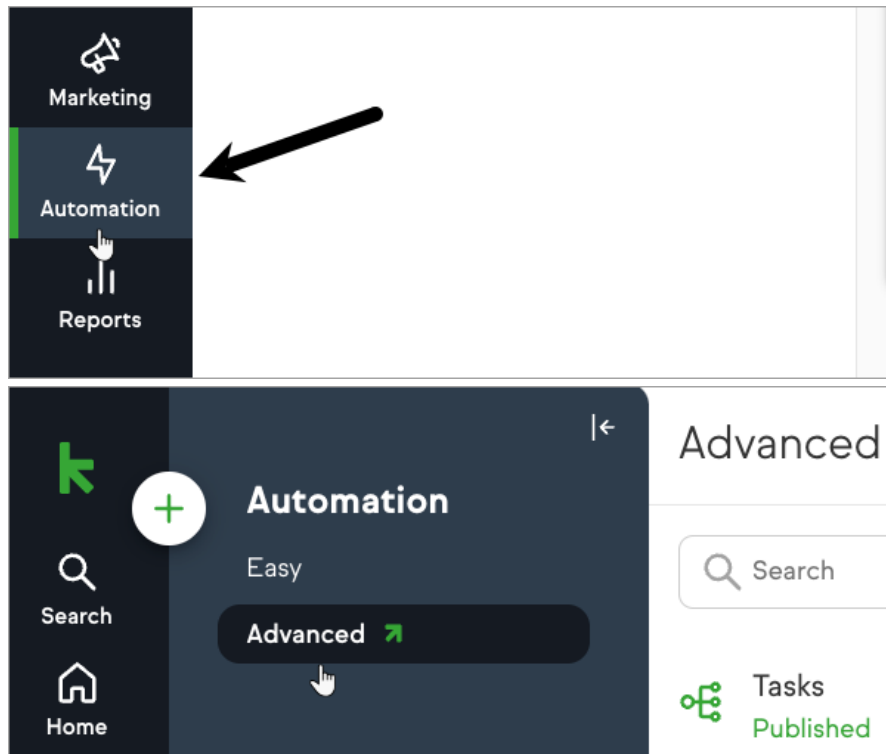 Marketing
Automation
Reports
Search
Home
Automation
Easy
Advanced
Advanced
Search
Tasks
Published